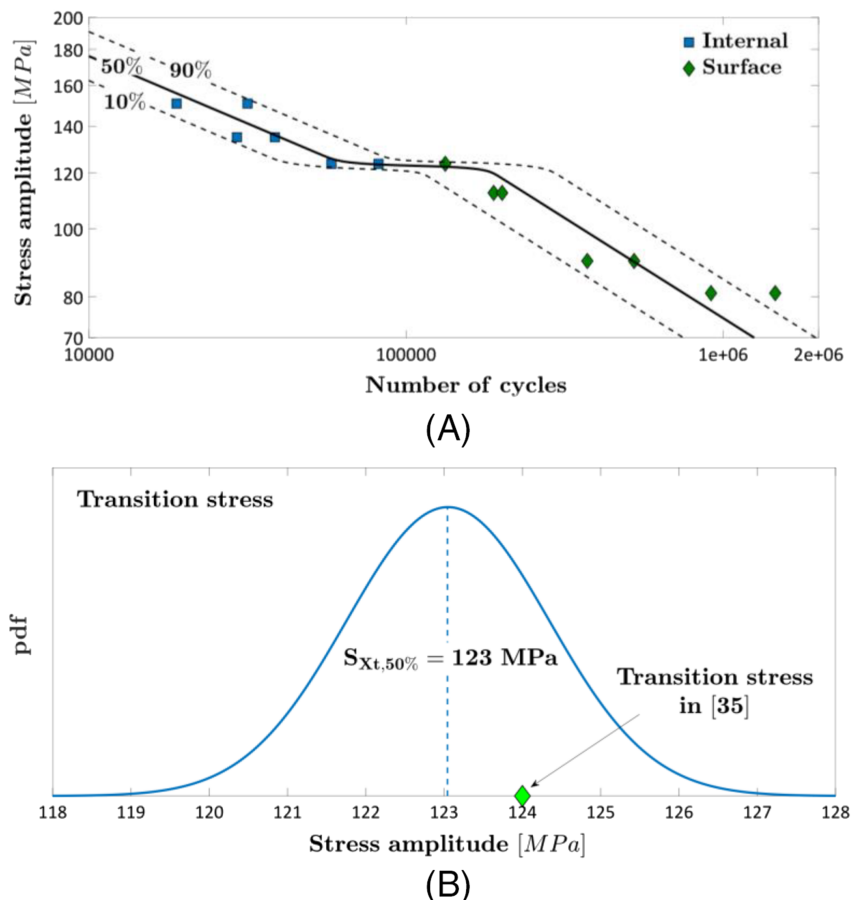 200
180
160
140
120
100
80
70
Stress amplitude [MPa]
50%
90%
10%
Internal
Surface
10000
100000
1e+06
2e+06
Number of cycles
(A)
Transition stress
pdf
S_Xt,50% = 123 MPa
Transition stress
in [35]
118
119
120
121
122
123
124
125
126
127
128
Stress amplitude [MPa]
(B)